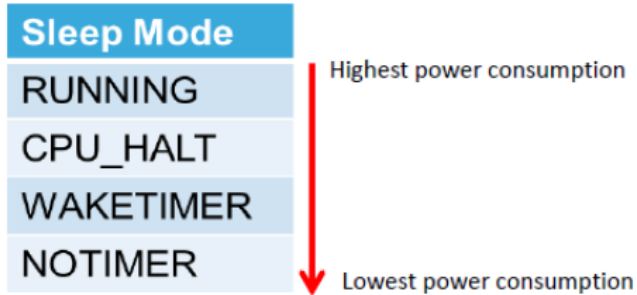 Sleep Mode
Highest power consumption
RUNNING
CPU_HALT
WAKETIMER
NOTIMER
Lowest power consumption